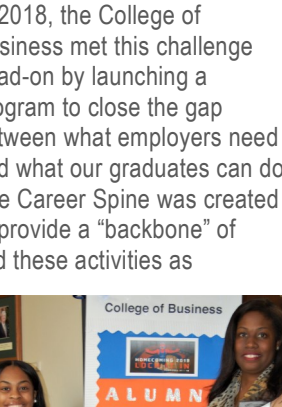 2018, the College of
siness met this challenge
ad-on by launching a
ogram to close the gap
tween what employers need
d what our graduates can do
e Career Spine was created
provide a “backbone” of
d these activities as
College of Business
HOMECOMING 2019
ALUMN